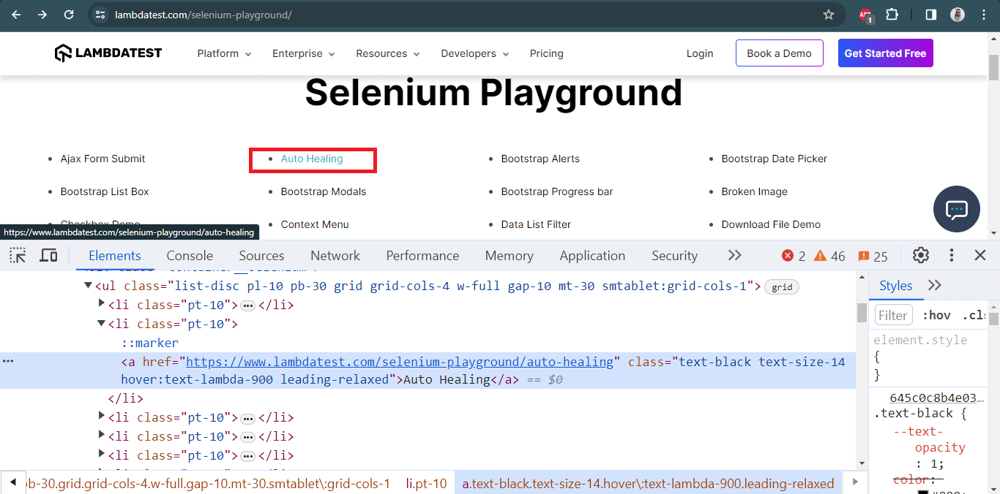 lambdatest.com/selenium-playground/
1
LAMBDATEST Platform Enterprise Resources Developers Pricing Login Book a Demo Get Started Free
Selenium Playground
Ajax Form Submit Auto Healing Bootstrap Alerts Bootstrap Date Picker
Bootstrap List Box Bootstrap Modals Bootstrap Progress bar Broken Image
Checkbox Demo Context Menu Data List Filter Download File Demo
https://www.lambdatest.com/selenium-playground/auto-healing
Elements Console Sources Network Performance Memory Application Security 2 46 25
<ul class="list-disc pl-10 pb-30 grid grid-cols-4 w-full gap-10 mt-30 smtablet:grid-cols-1"> grid
<li class="pt-10">…</li>
<li class="pt-10">
::marker
<a href="https://www.lambdatest.com/selenium-playground/auto-healing" class="text-black text-size-14
hover:text-lambda-900 leading-relaxed">Auto Healing</a> == $0
</li>
<li class="pt-10">…</li>
<li class="pt-10">…</li>
<li class="pt-10">…</li>
pb-30.grid.grid-cols-4.w-full.gap-10.mt-30.smtablet\:grid-cols-1 li.pt-10 a.text-black.text-size-14.hover\:text-lambda-900.leading-relaxed
Styles
Filter :hov .cls
element.style
{
}
645c0c8b4e03…
.text-black {
--text-
opacity
: 1;
color: